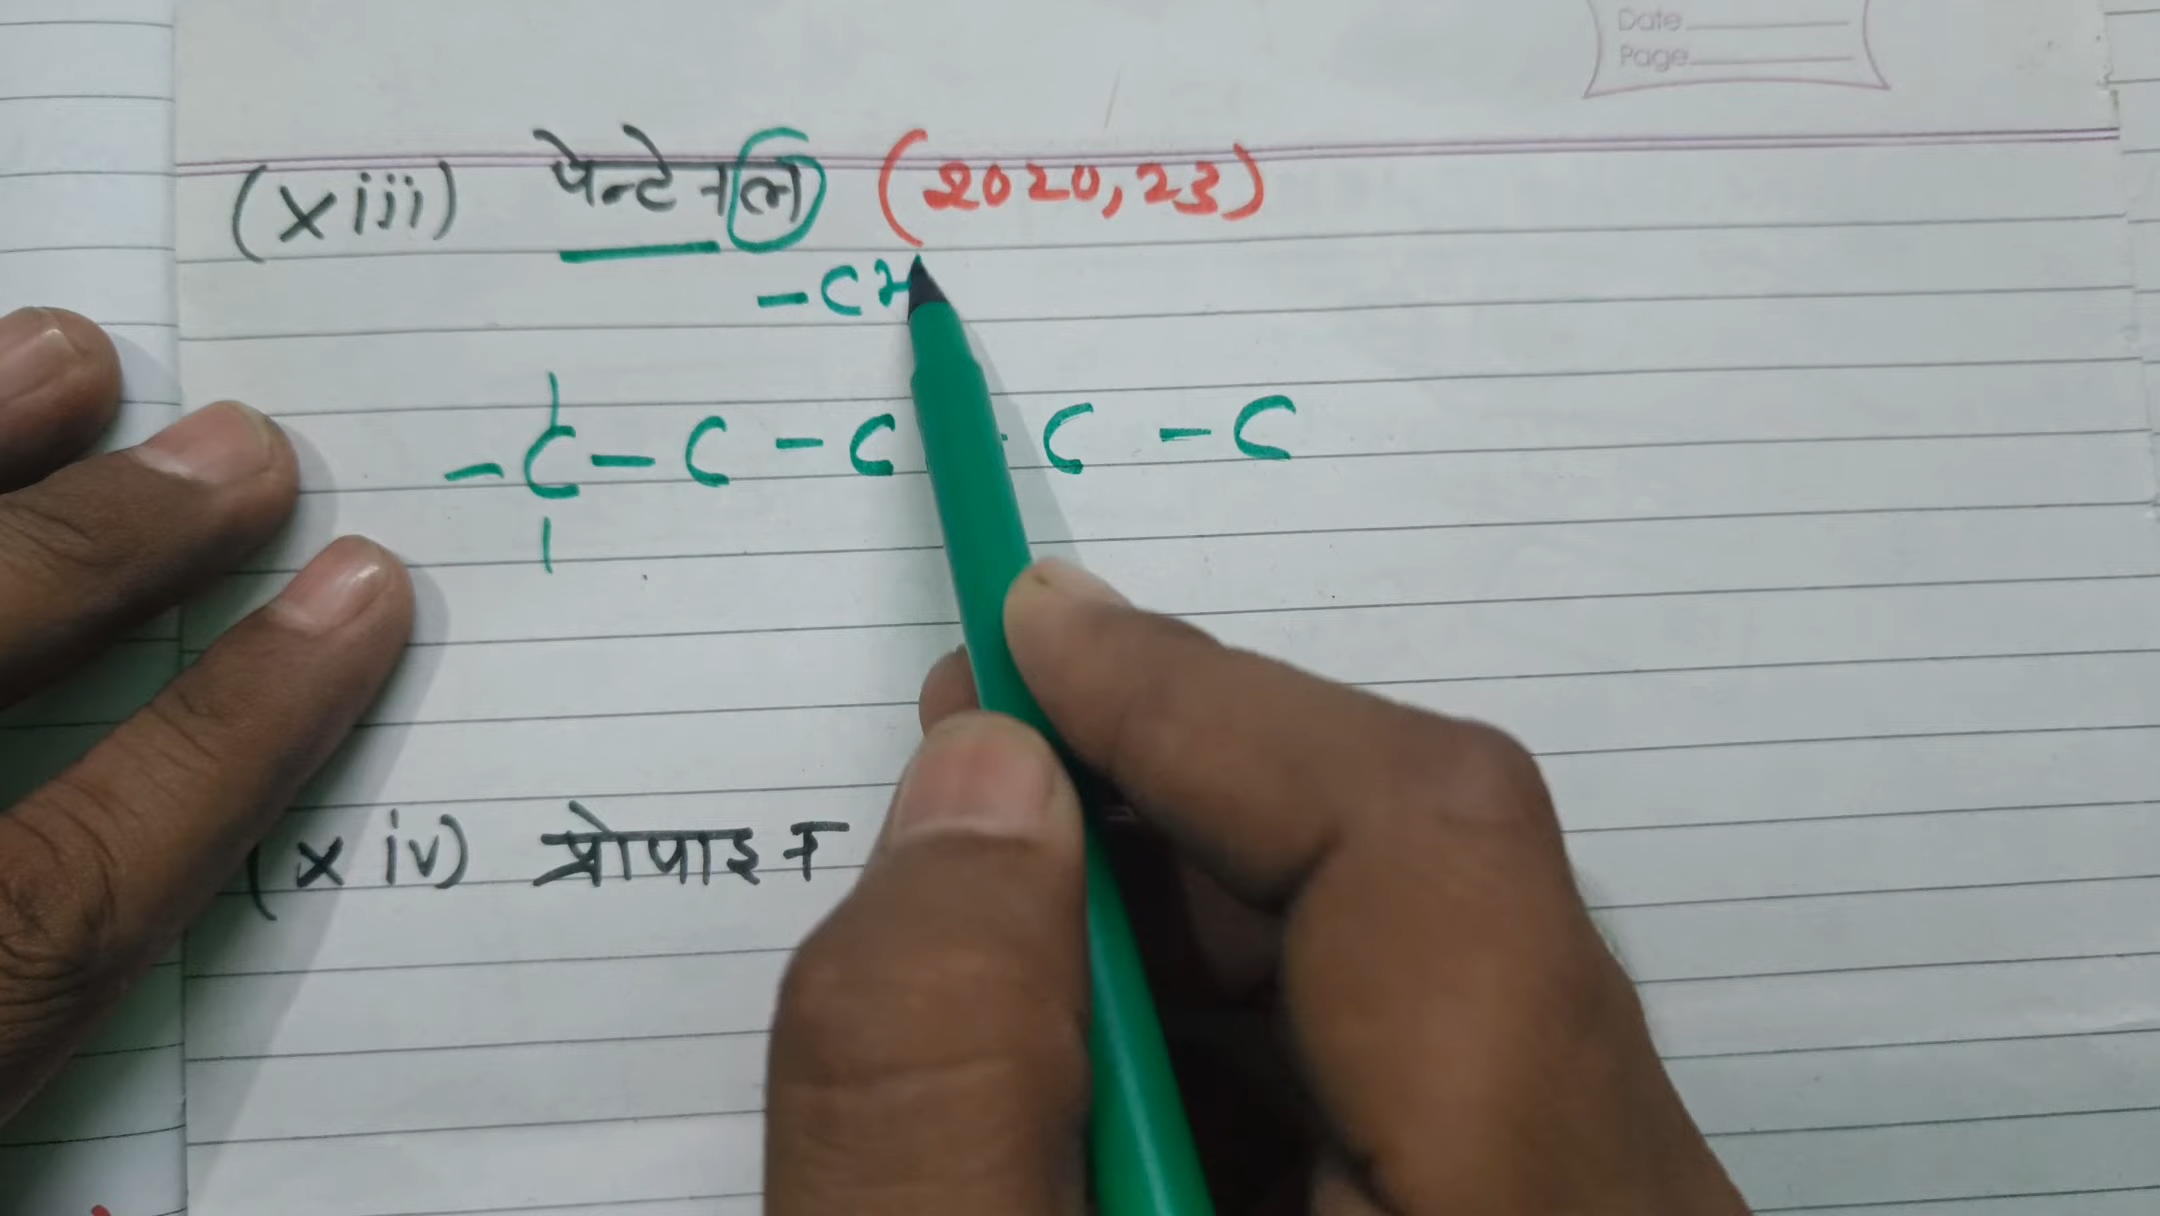 Date
Page
(xiii) पेन्टेनल (2020,23)
-CH
-C-C-C-C-C
(xiv) प्रोपाइन